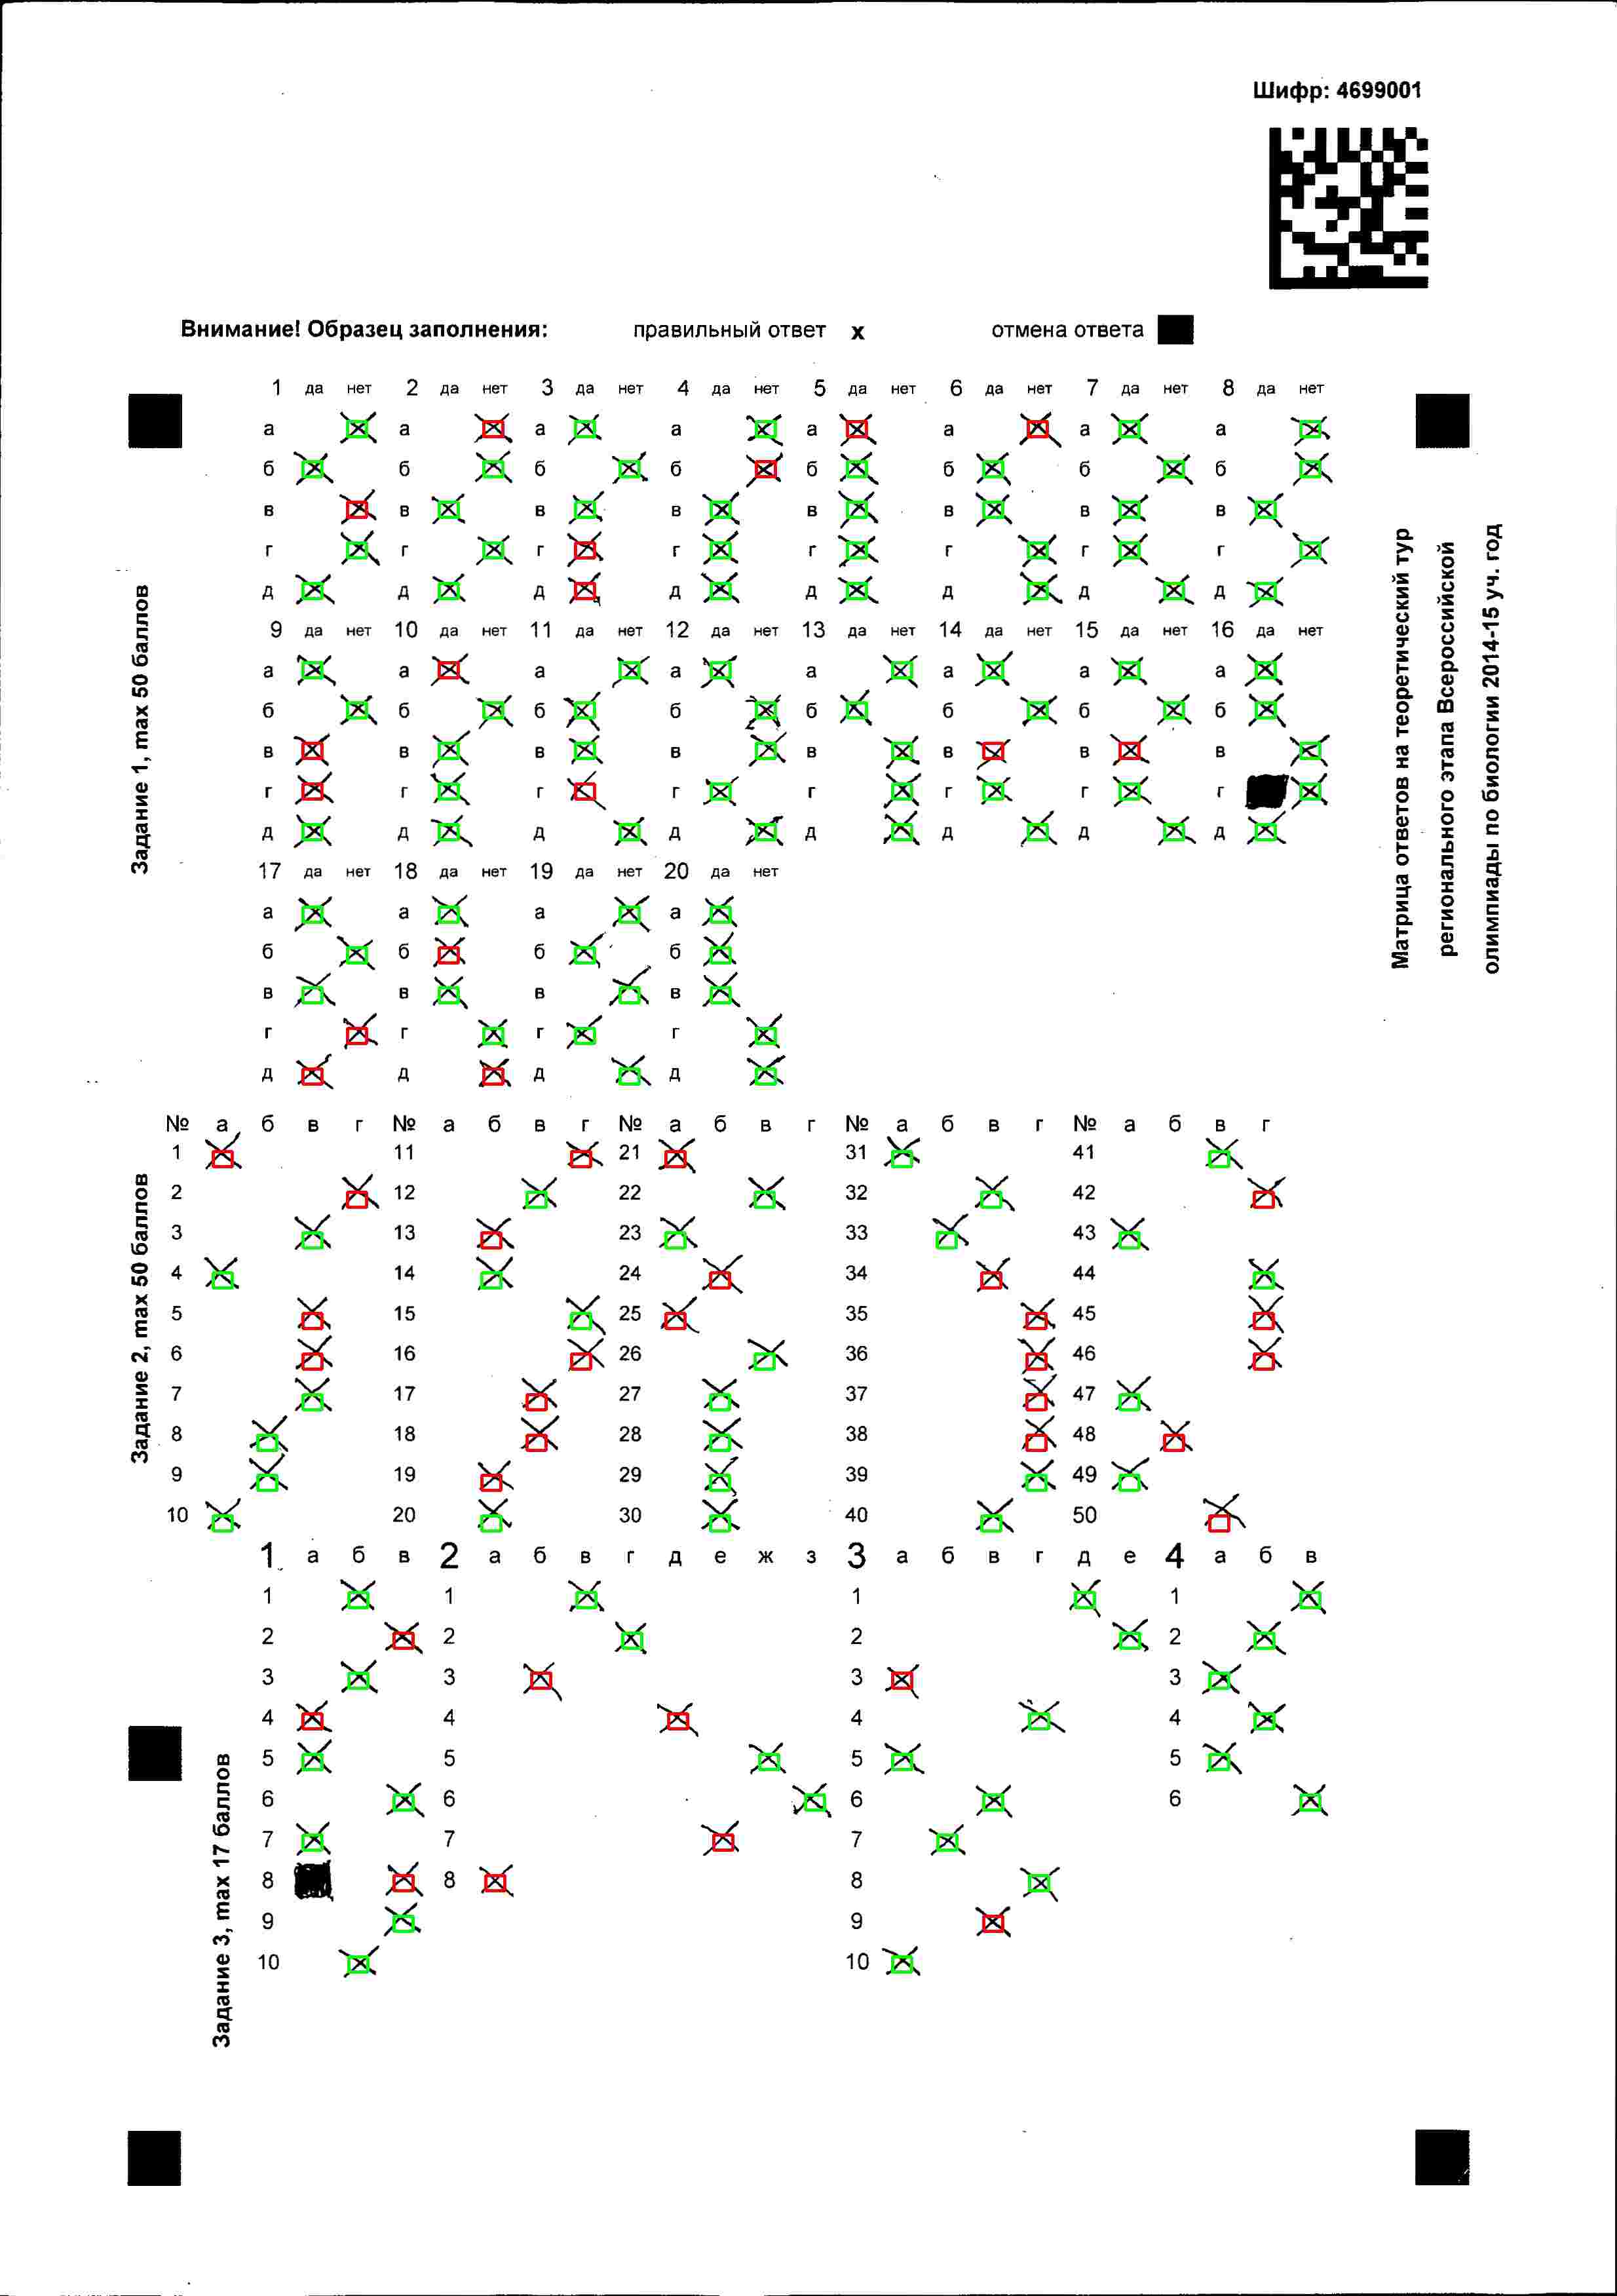 Шифр: 4699001
Внимание! Образец заполнения: правильный ответ х отмена ответа
Матрица ответов на теоретический тур
регионального этапа Всероссийской
олимпиады по биологии 2014-15 уч. год
Задание 1, max 50 баллов
1 да нет 2 да нет 3 да нет 4 да нет 5 да нет 6 да нет 7 да нет 8 да нет
а а а а а а а а
б б б б б б б б
в в в в в в в в
г г г г г г г г
д д д д д д д д
9 да нет 10 да нет 11 да нет 12 да нет 13 да нет 14 да нет 15 да нет 16 да нет
а а а а а а а а
б б б б б б б б
в в в в в в в в
г г г г г г г г
д д д д д д д д
17 да нет 18 да нет 19 да нет 20 да нет
а а а а
б б б б
в в в в
г г г г
д д д д
Задание 2, max 50 баллов
№ а б в г № а б в г № а б в г № а б в г № а б в г
1 11 21 31 41
2 12 22 32 42
3 13 23 33 43
4 14 24 34 44
5 15 25 35 45
6 16 26 36 46
7 17 27 37 47
8 18 28 38 48
9 19 29 39 49
10 20 30 40 50
Задание 3, max 17 баллов
1 а б в 2 а б в г д е ж з 3 а б в г д е 4 а б в
1 1 1 1
2 2 2 2
3 3 3 3
4 4 4 4
5 5 5 5
6 6 6 6
7 7 7
8 8 8
9 9
10 10